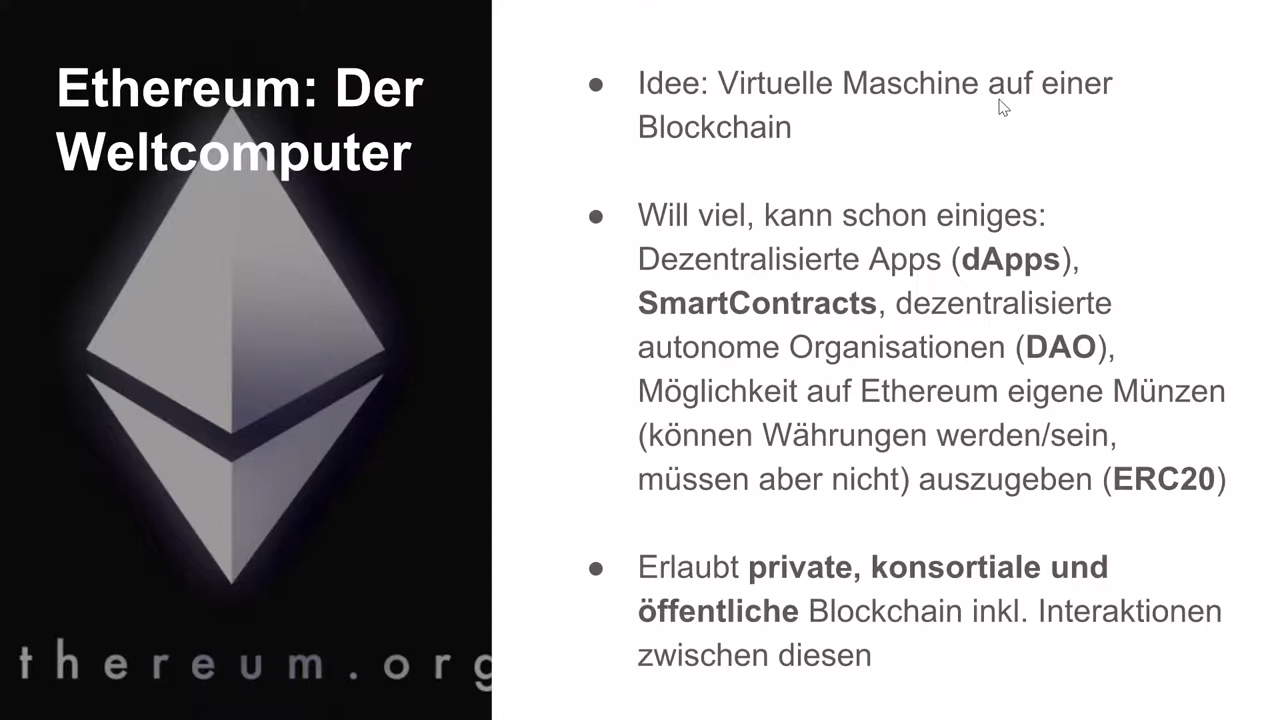 Ethereum: Der
Weltcomputer
thereum.org
● Idee: Virtuelle Maschine auf einer
Blockchain
● Will viel, kann schon einiges:
Dezentralisierte Apps (dApps),
SmartContracts, dezentralisierte
autonome Organisationen (DAO),
Möglichkeit auf Ethereum eigene Münzen
(können Währungen werden/sein,
müssen aber nicht) auszugeben (ERC20)
● Erlaubt private, konsortiale und
öffentliche Blockchain inkl. Interaktionen
zwischen diesen